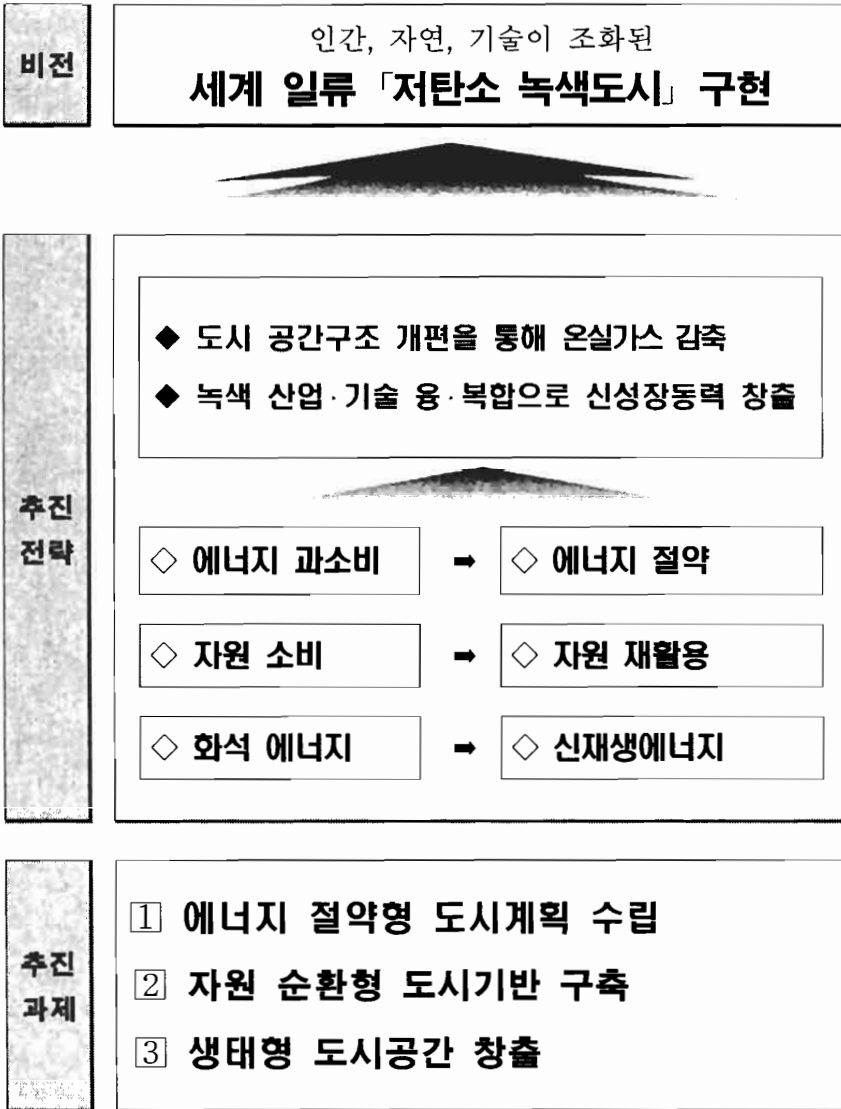 비전
인간, 자연, 기술이 조화된
세계 일류 「저탄소 녹색도시」 구현
추진
전략
◆ 도시 공간구조 개편을 통해 온실가스 감축
◆ 녹색 산업·기술 융·복합으로 신성장동력 창출
◇ 에너지 과소비 ➡ ◇ 에너지 절약
◇ 자원 소비 ➡ ◇ 자원 재활용
◇ 화석 에너지 ➡ ◇ 신재생에너지
추진
과제
1 에너지 절약형 도시계획 수립
2 자원 순환형 도시기반 구축
3 생태형 도시공간 창출